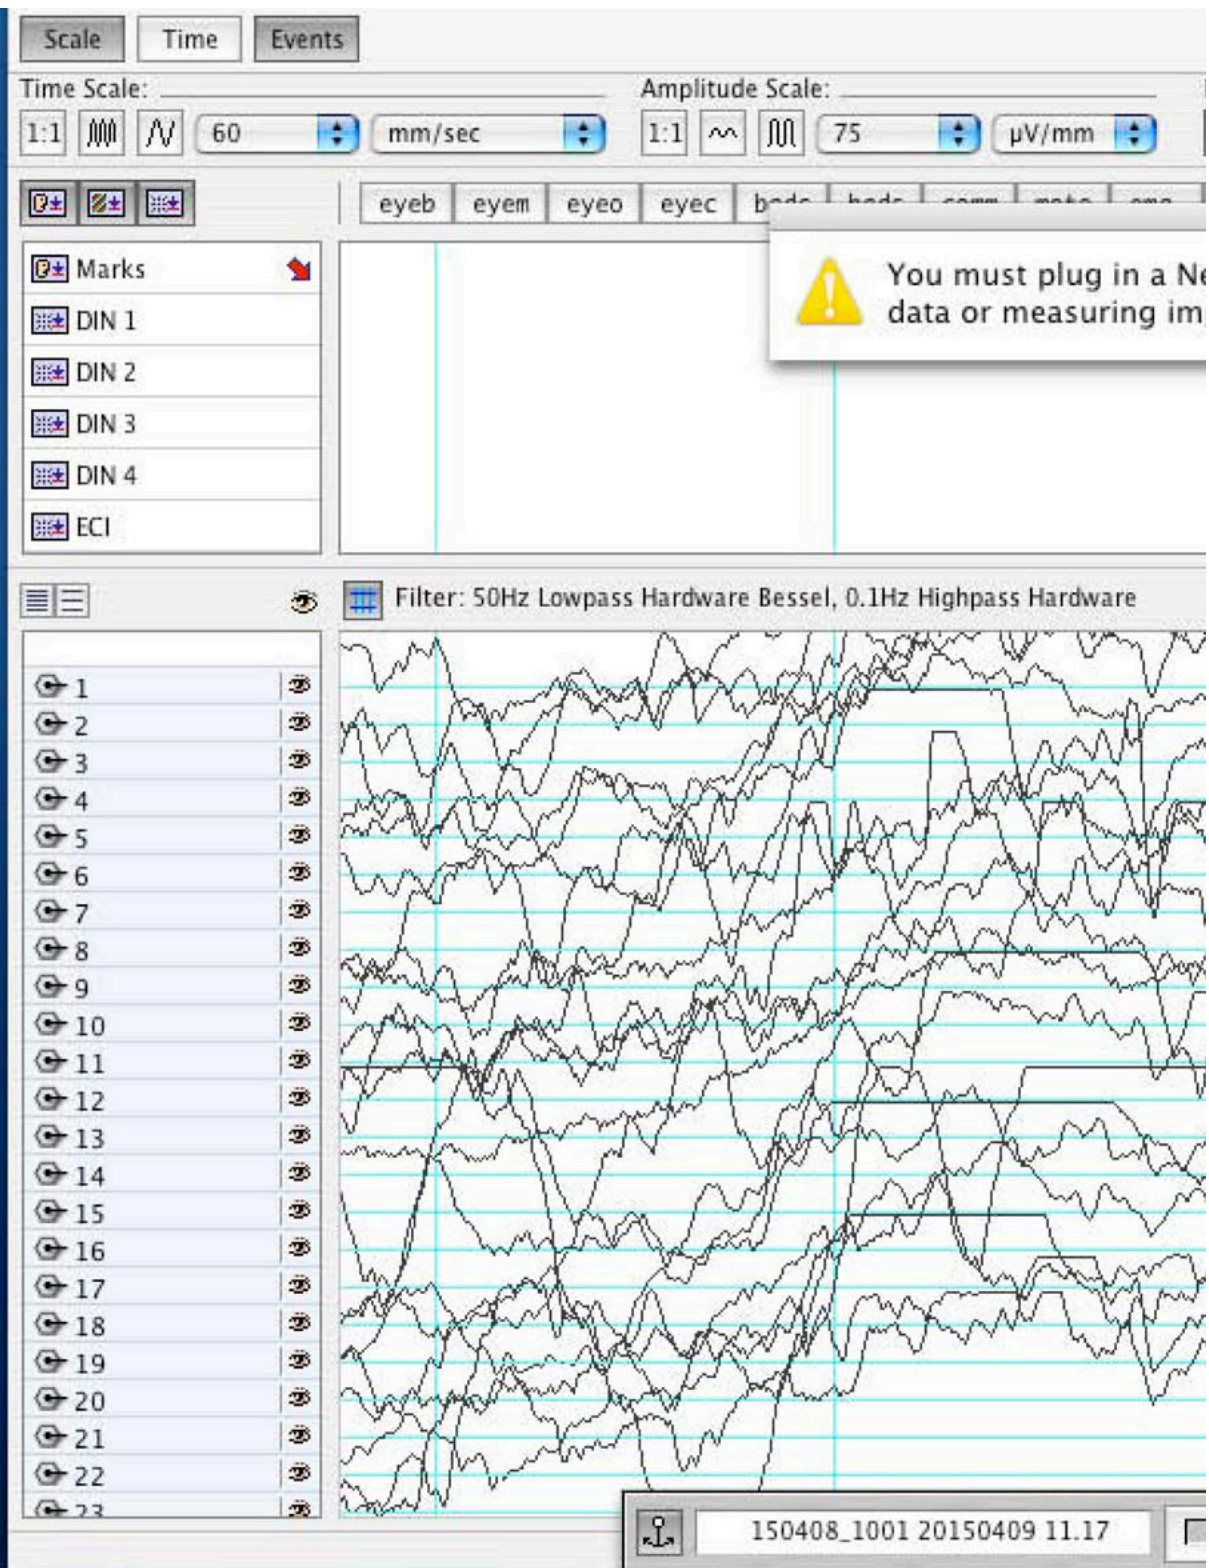 Scale Time Events
Time Scale: Amplitude Scale:
1:1 60 mm/sec 1:1 75 µV/mm
eyeb eyem eyeo eyec
Marks
You must plug in a Ne
data or measuring im
DIN 1
DIN 2
DIN 3
DIN 4
ECI
Filter: 50Hz Lowpass Hardware Bessel, 0.1Hz Highpass Hardware
1
2
3
4
5
6
7
8
9
10
11
12
13
14
15
16
17
18
19
20
21
22
23
150408_1001 20150409 11.17